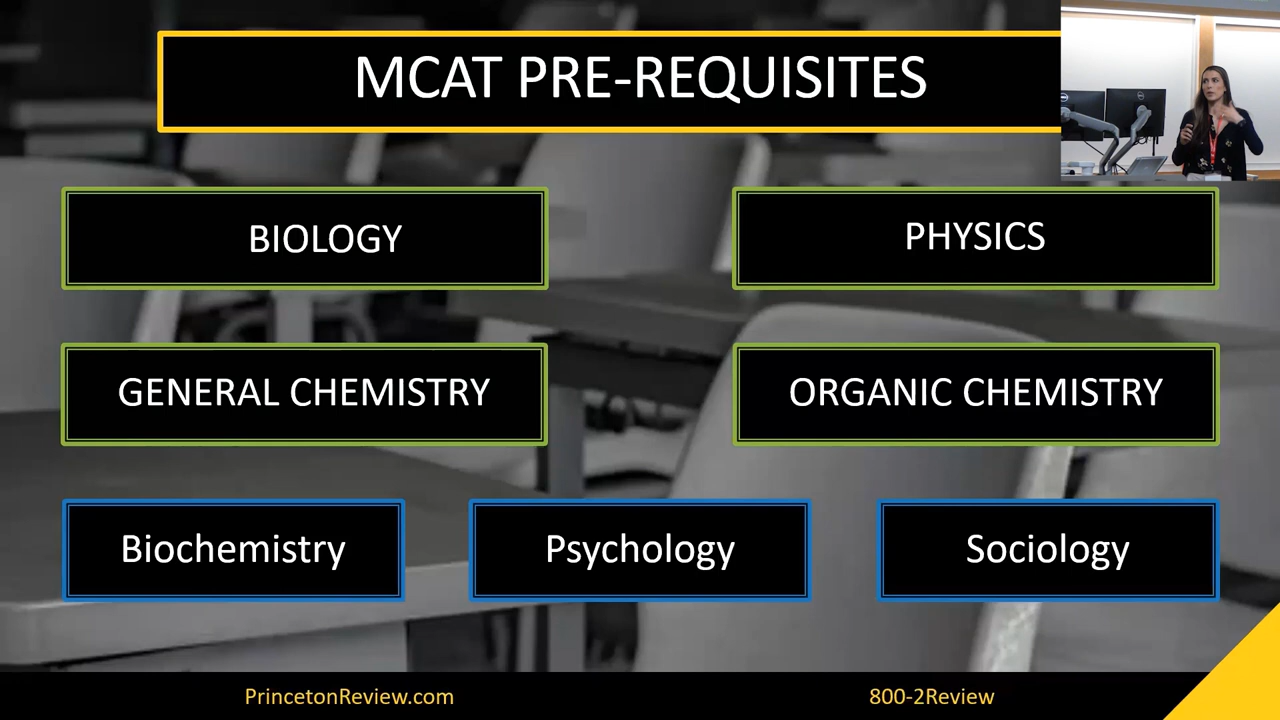 MCAT PRE-REQUISITES
BIOLOGY
PHYSICS
GENERAL CHEMISTRY
ORGANIC CHEMISTRY
Biochemistry
Psychology
Sociology
PrincetonReview.com
800-2Review